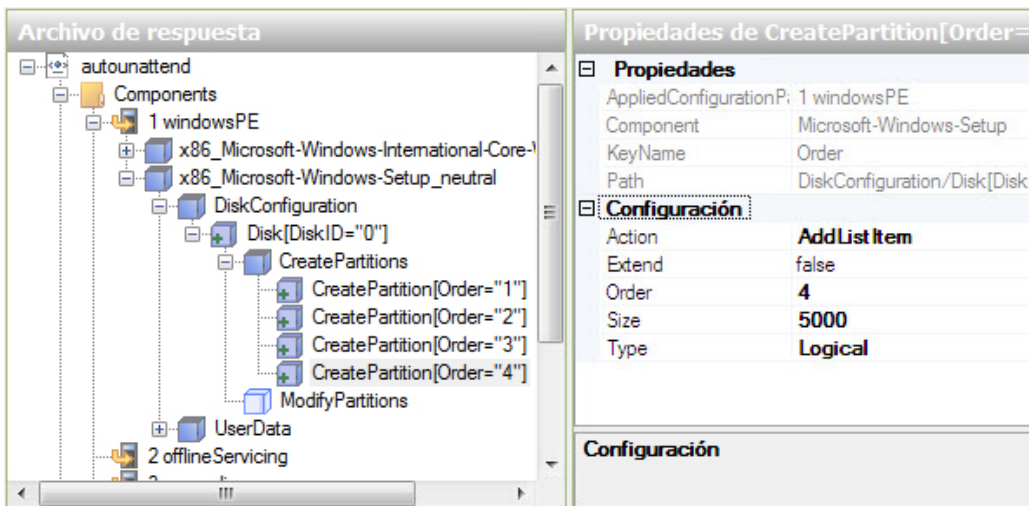 Archivo de respuesta
autounattend
Components
1 windowsPE
x86_Microsoft-Windows-International-Core-
x86_Microsoft-Windows-Setup_neutral
DiskConfiguration
Disk[DiskID="0"]
CreatePartitions
CreatePartition[Order="1"]
CreatePartition[Order="2"]
CreatePartition[Order="3"]
CreatePartition[Order="4"]
ModifyPartitions
UserData
2 offlineServicing
Propiedades de CreatePartition[Order=
Propiedades
AppliedConfigurationPa 1 windowsPE
Component Microsoft-Windows-Setup
KeyName Order
Path DiskConfiguration/Disk[Disk
Configuración
Action AddListItem
Extend false
Order 4
Size 5000
Type Logical
Configuración